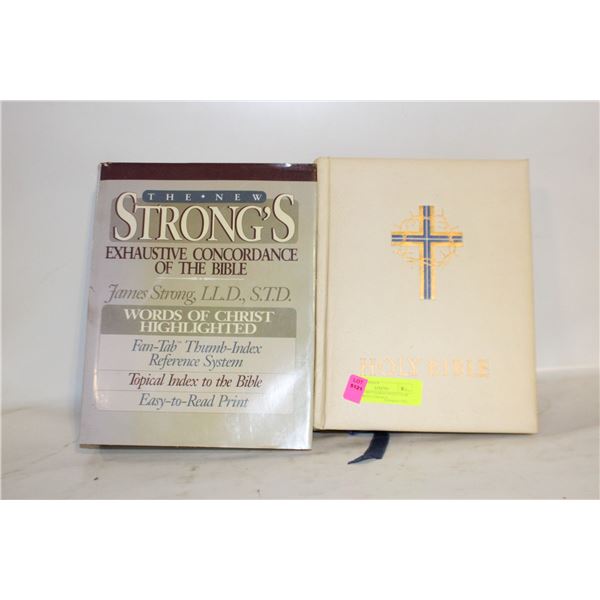 THE • NEW
STRONG'S
EXHAUSTIVE CONCORDANCE
OF THE BIBLE
James Strong, LL.D., S.T.D.
WORDS OF CHRIST
HIGHLIGHTED
Fan-Tab™ Thumb-Index
Reference System
Topical Index to the Bible
Easy-to-Read Print
HOLY BIBLE
LOT